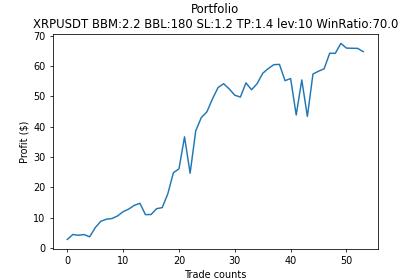 Portfolio
XRPUSDT BBM:2.2 BBL:180 SL:1.2 TP:1.4 lev:10 WinRatio:70.0
70
60
50
40
30
20
10
0
Profit ($)
0 10 20 30 40 50
Trade counts